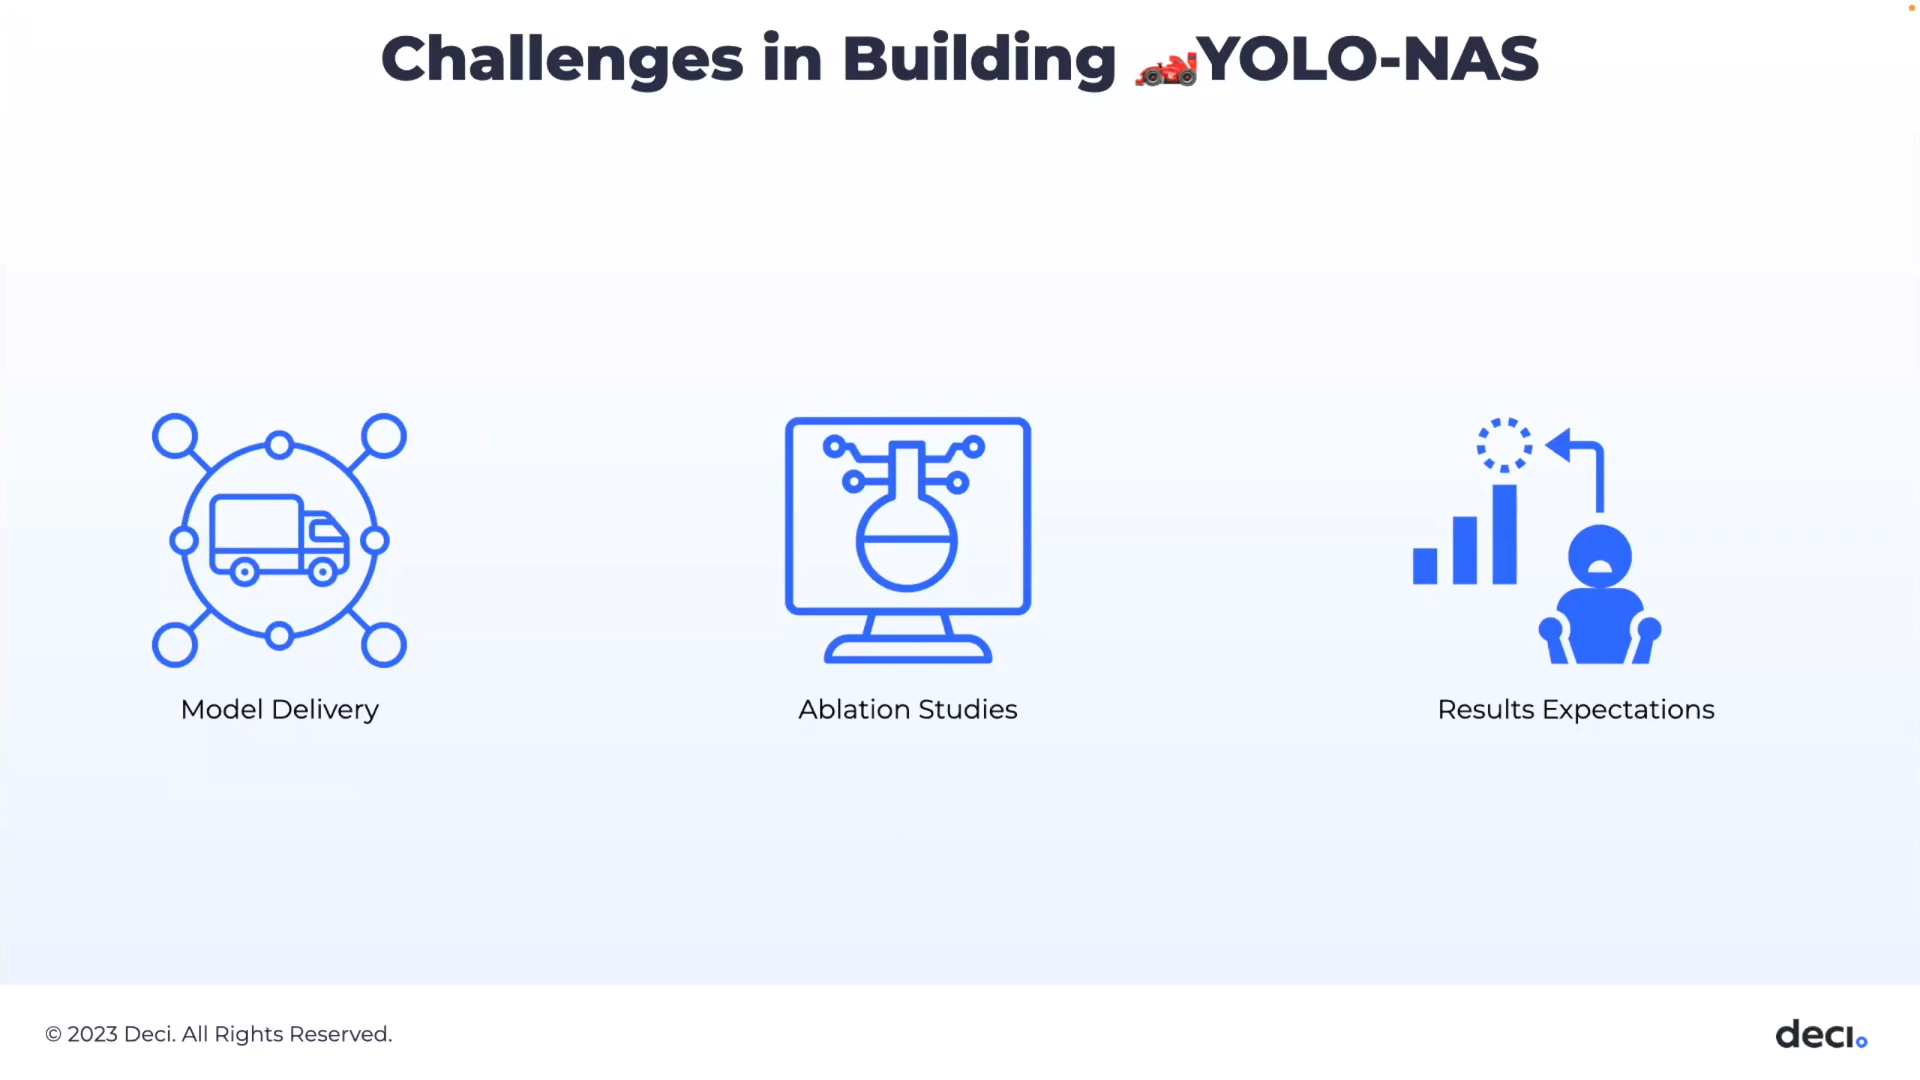 Challenges in Building 🏎️YOLO-NAS
Model Delivery
Ablation Studies
Results Expectations
© 2023 Deci. All Rights Reserved.
deci.